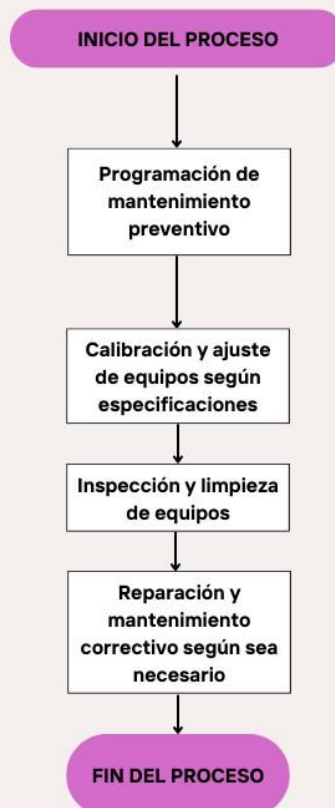 INICIO DEL PROCESO
Programación de
mantenimiento
preventivo
Calibración y ajuste
de equipos según
especificaciones
Inspección y limpieza
de equipos
Reparación y
mantenimiento
correctivo según sea
necesario
FIN DEL PROCESO